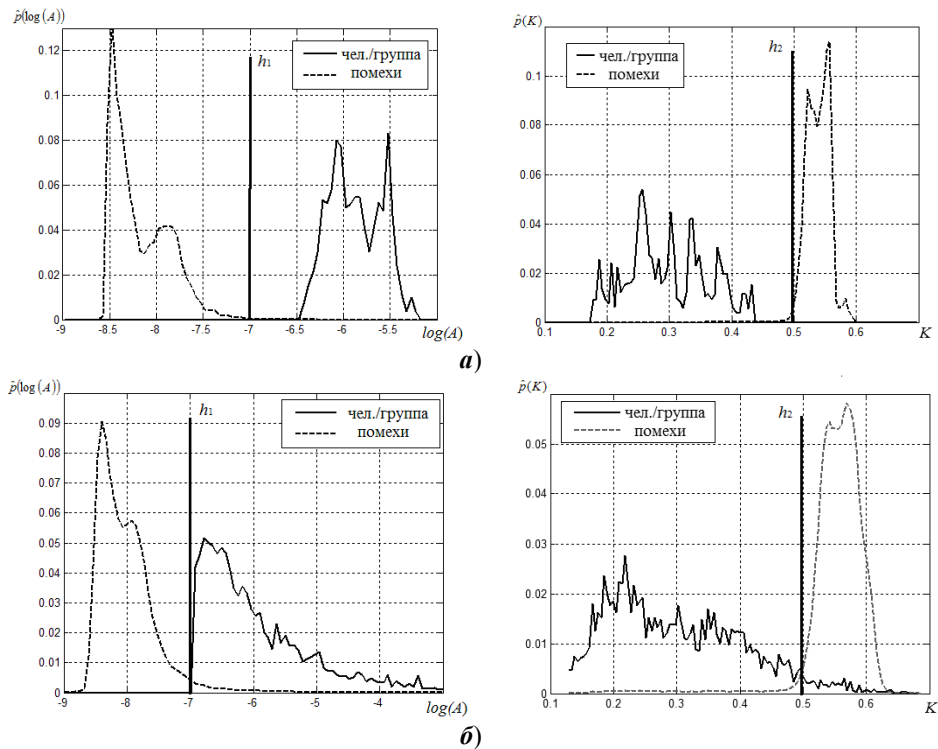 p̂(log(A))
0.12
0.1
0.08
0.06
0.04
0.02
0
h₁
чел./группа
помехи
-9 -8.5 -8 -7.5 -7 -6.5 -6 -5.5
log(A)
p̂(K)
0.1
0.08
0.06
0.04
0.02
0
h₂
чел./группа
помехи
0.1 0.2 0.3 0.4 0.5 0.6 0.7
K
а)
p̂(log(A))
0.09
0.08
0.07
0.06
0.05
0.04
0.03
0.02
0.01
0
h₁
чел./группа
помехи
-9 -8 -7 -6 -5 -4
log(A)
p̂(K)
0.05
0.04
0.03
0.02
0.01
0
h₂
чел./группа
помехи
0.1 0.2 0.3 0.4 0.5 0.6
K
б)